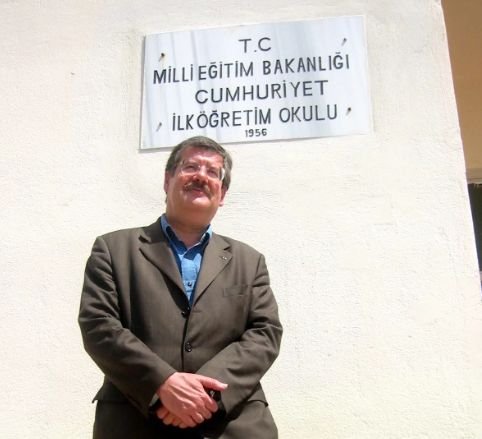 T.C
MİLLİ EĞİTİM BAKANLIĞI
CUMHURİYET
İLKÖĞRETİM OKULU
1956